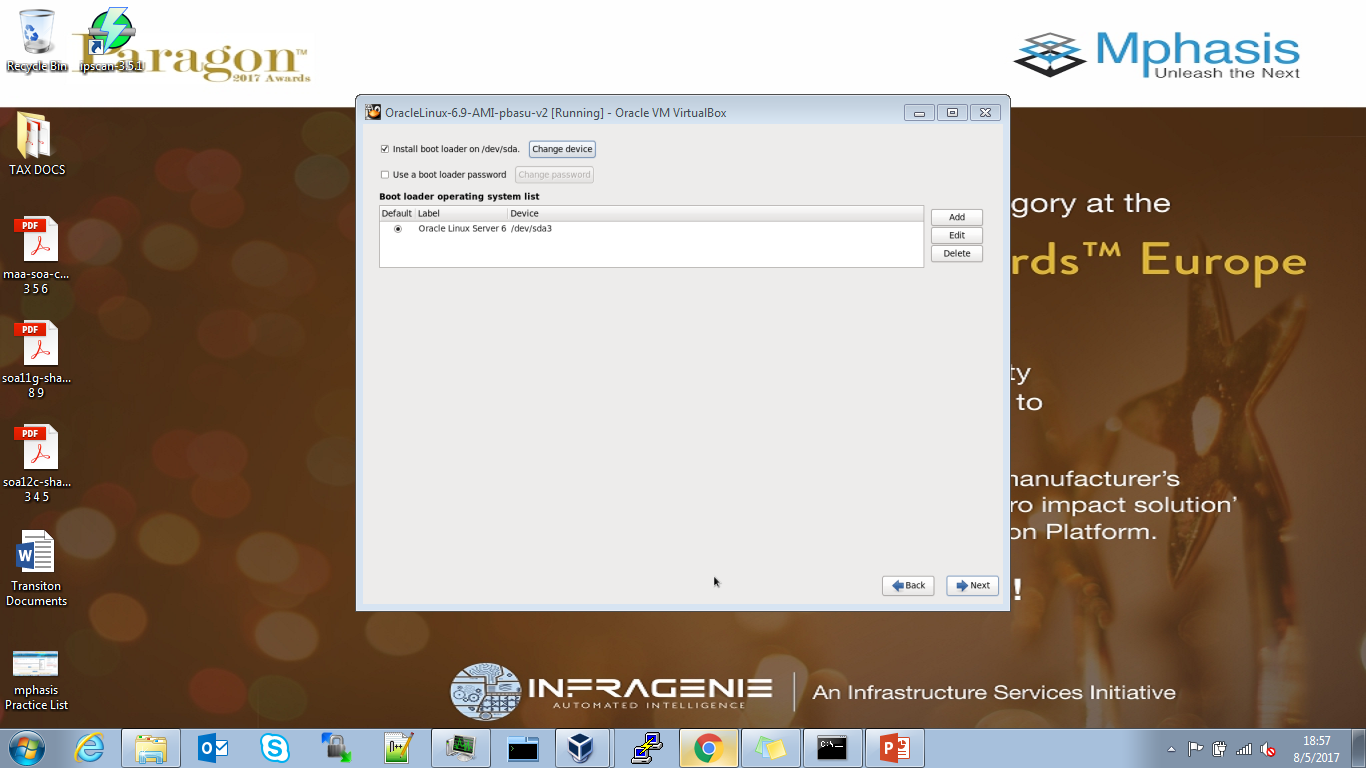 Recycle Bin
ipscan-3.5.1
Paragon™
2017 Awards
Mphasis
Unleash the Next
OracleLinux-6.9-AMI-pbasu-v2 [Running] - Oracle VM VirtualBox
Install boot loader on /dev/sda.
Change device
Use a boot loader password
Change password
Boot loader operating system list
Default Label Device
Oracle Linux Server 6 /dev/sda3
Add
Edit
Delete
Back
Next
TAX DOCS
PDF
maa-soa-c...
3 5 6
PDF
soa11g-sha...
8 9
PDF
soa12c-sha...
3 4 5
W
Transiton
Documents
mphasis
Practice List
gory at the
rds™ Europe
ty
to
nanufacturer's
ro impact solution'
on Platform.
!
INFRAGENIE
AUTOMATED INTELLIGENCE
An Infrastructure Services Initiative
C:\
18:57
8/5/2017